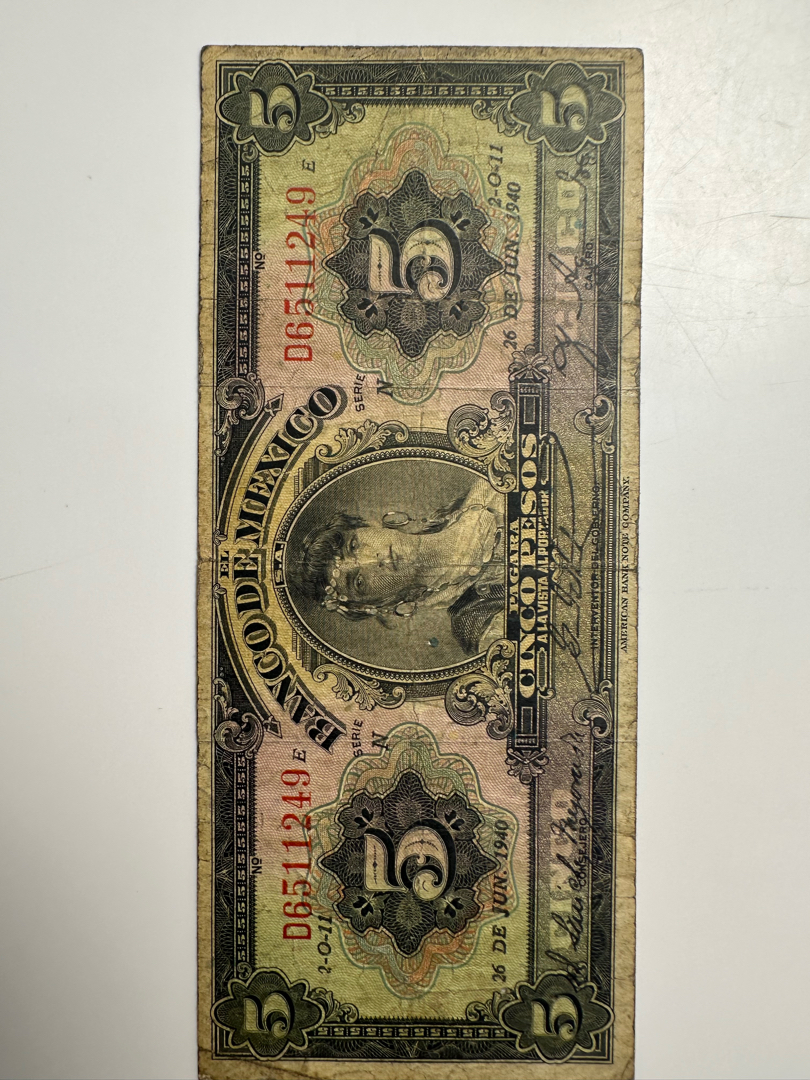 5 5
EL
BANCO DE MEXICO
S.A.
Nº D6511249 E
Nº D6511249 E
2-O-11
SERIE N
SERIE N
5 5
2-O-11
26 DE JUN. 1940
26 DE JUN. 1940
PAGARA
CINCO PESOS
A LA VISTA AL PORTADOR
MEXICO
CONSEJERO
INTERVENTOR DEL GOBIERNO
CAJERO
5 5
AMERICAN BANK NOTE COMPANY.